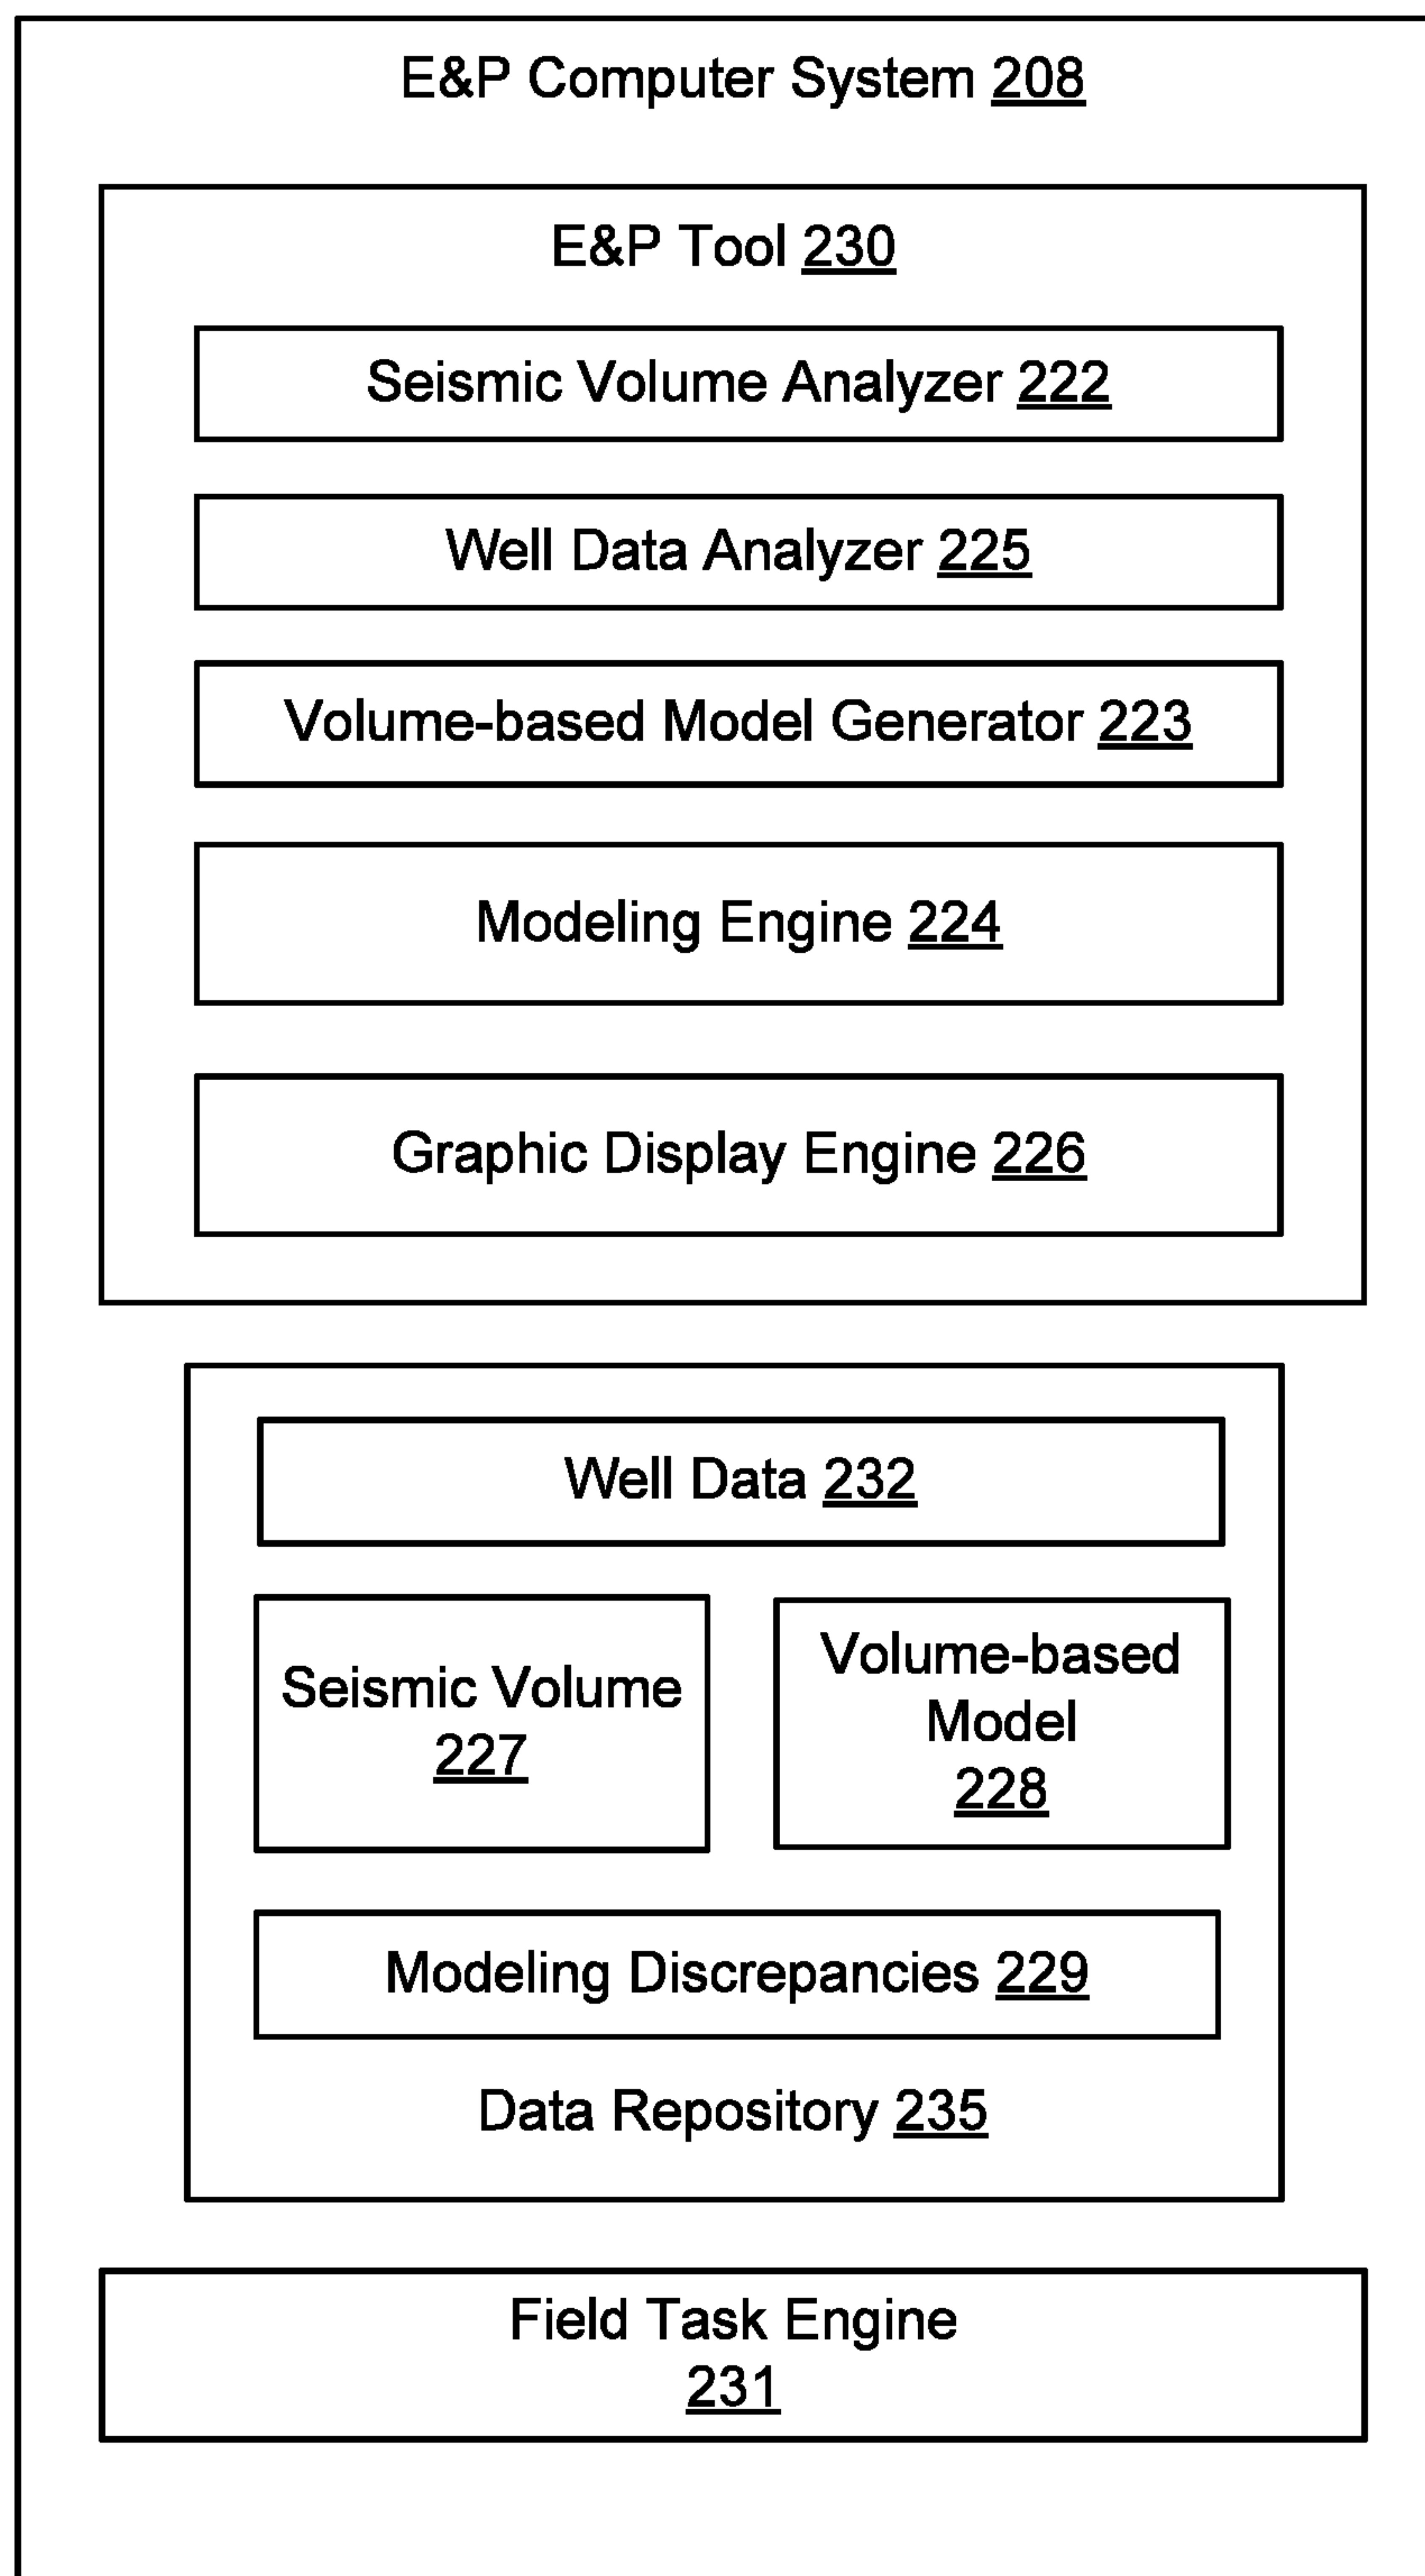 E&P Computer System 208
E&P Tool 230
Seismic Volume Analyzer 222
Well Data Analyzer 225
Volume-based Model Generator 223
Modeling Engine 224
Graphic Display Engine 226
Well Data 232
Seismic Volume
227
Volume-based
Model
228
Modeling Discrepancies 229
Data Repository 235
Field Task Engine
231